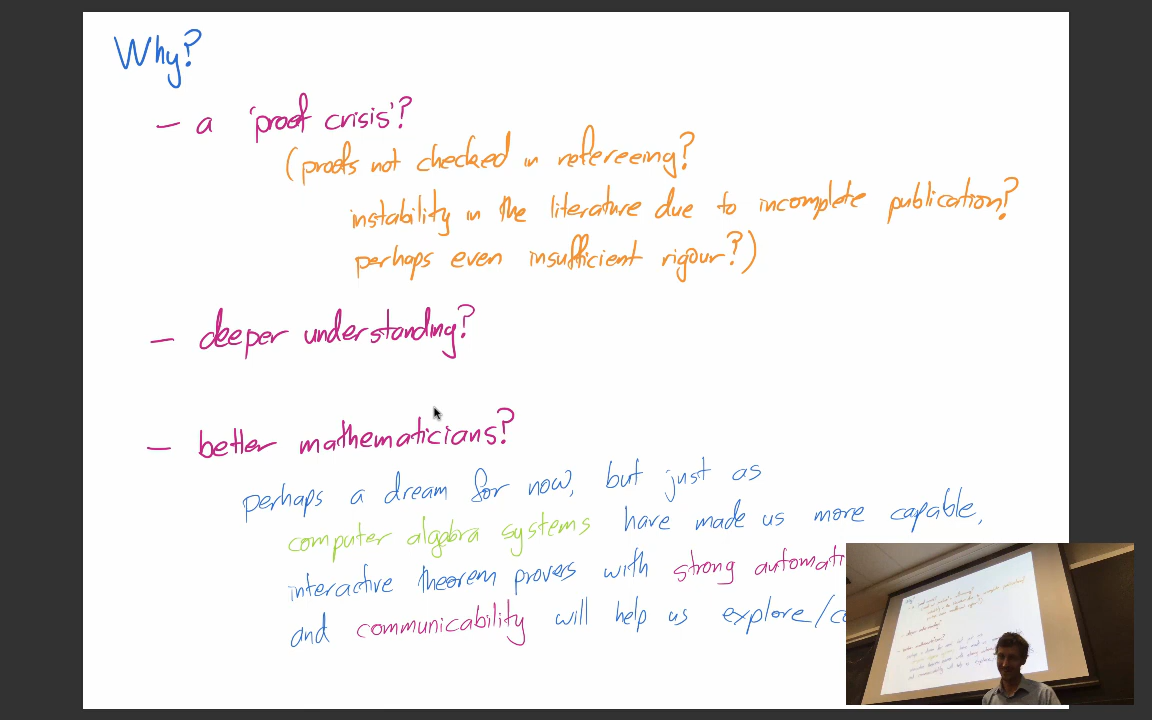 Why?
— a 'proof crisis'?
(proofs not checked in refereeing?
instability in the literature due to incomplete publication?
perhaps even insufficient rigour?)
— deeper understanding?
— better mathematicians?
perhaps a dream for now, but just as
computer algebra systems have made us more capable,
interactive theorem provers with strong automati
and communicability will help us explore/c